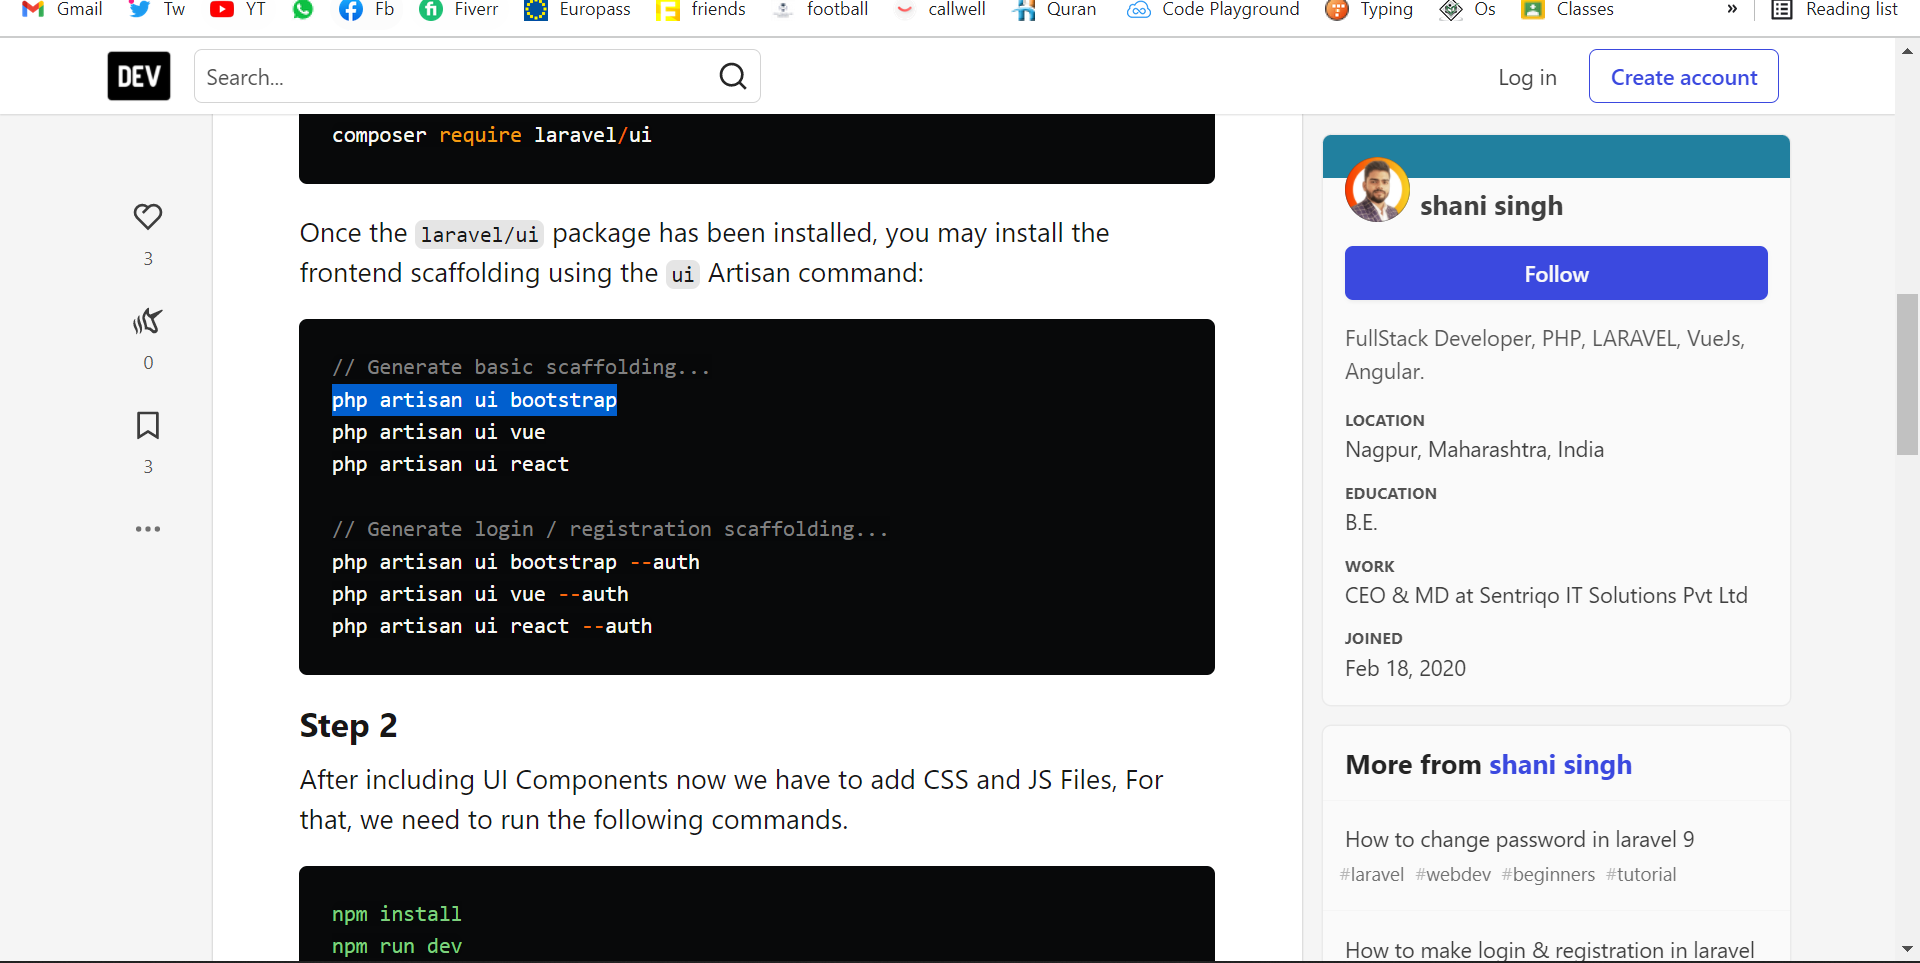 Gmail Tw YT Fb Fiverr Europass friends football callwell Quran Code Playground Typing Os Classes » Reading list
DEV Search... Log in Create account
composer require laravel/ui
Once the laravel/ui package has been installed, you may install the
frontend scaffolding using the ui Artisan command:
3
0
3
// Generate basic scaffolding...
php artisan ui bootstrap
php artisan ui vue
php artisan ui react
// Generate login / registration scaffolding...
php artisan ui bootstrap --auth
php artisan ui vue --auth
php artisan ui react --auth
Step 2
After including UI Components now we have to add CSS and JS Files, For
that, we need to run the following commands.
npm install
npm run dev
shani singh
Follow
FullStack Developer, PHP, LARAVEL, VueJs,
Angular.
LOCATION
Nagpur, Maharashtra, India
EDUCATION
B.E.
WORK
CEO & MD at Sentriqo IT Solutions Pvt Ltd
JOINED
Feb 18, 2020
More from shani singh
How to change password in laravel 9
#laravel #webdev #beginners #tutorial
How to make login & registration in laravel